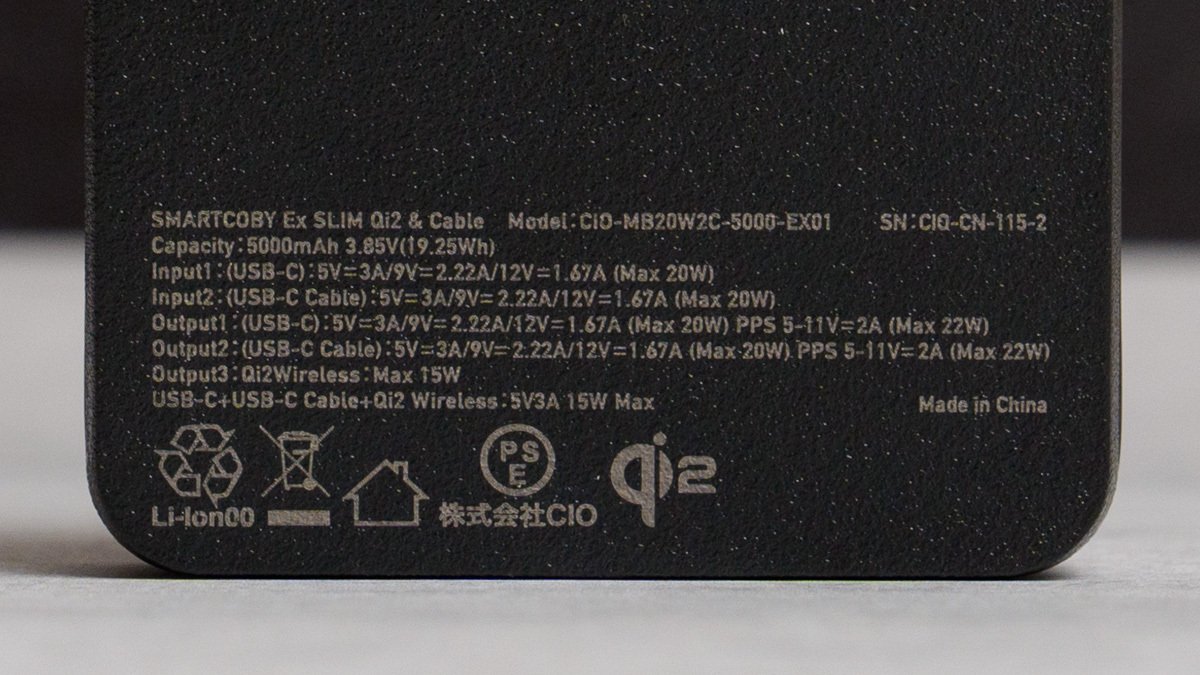 SMARTCOBY Ex SLIM Qi2 & Cable Model:CIO-MB20W2C-5000-EX01 SN:CIQ-CN-115-2
Capacity:5000mAh 3.85V(19.25Wh)
Input1:(USB-C):5V=3A/9V=2.22A/12V=1.67A (Max 20W)
Input2:(USB-C Cable):5V=3A/9V=2.22A/12V=1.67A (Max 20W)
Output1:(USB-C):5V=3A/9V=2.22A/12V=1.67A (Max 20W) PPS 5-11V=2A (Max 22W)
Output2:(USB-C Cable):5V=3A/9V=2.22A/12V=1.67A (Max 20W) PPS 5-11V=2A (Max 22W)
Output3:Qi2Wireless:Max 15W
USB-C+USB-C Cable+Qi2 Wireless:5V3A 15W Max Made in China
PS
E
qi2
Li-Ion00 株式会社CIO